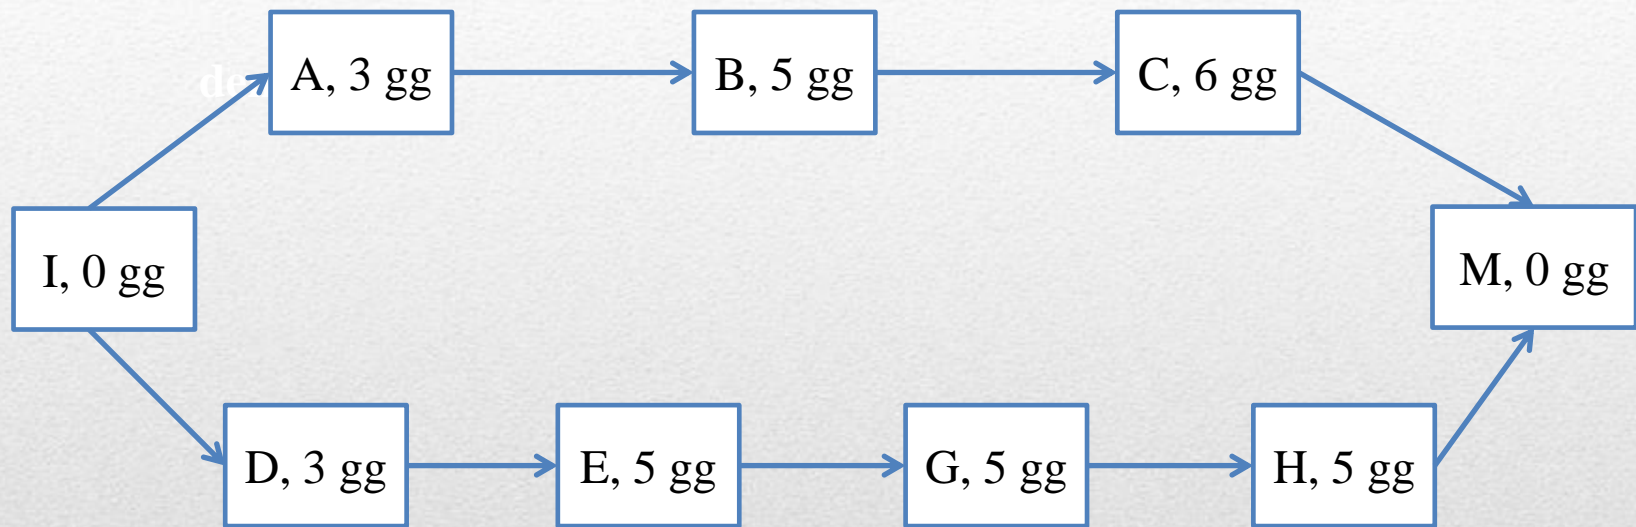 A, 3 gg
B, 5 gg
C, 6 gg
I, 0 gg
M, 0 gg
D, 3 gg
E, 5 gg
G, 5 gg
H, 5 gg